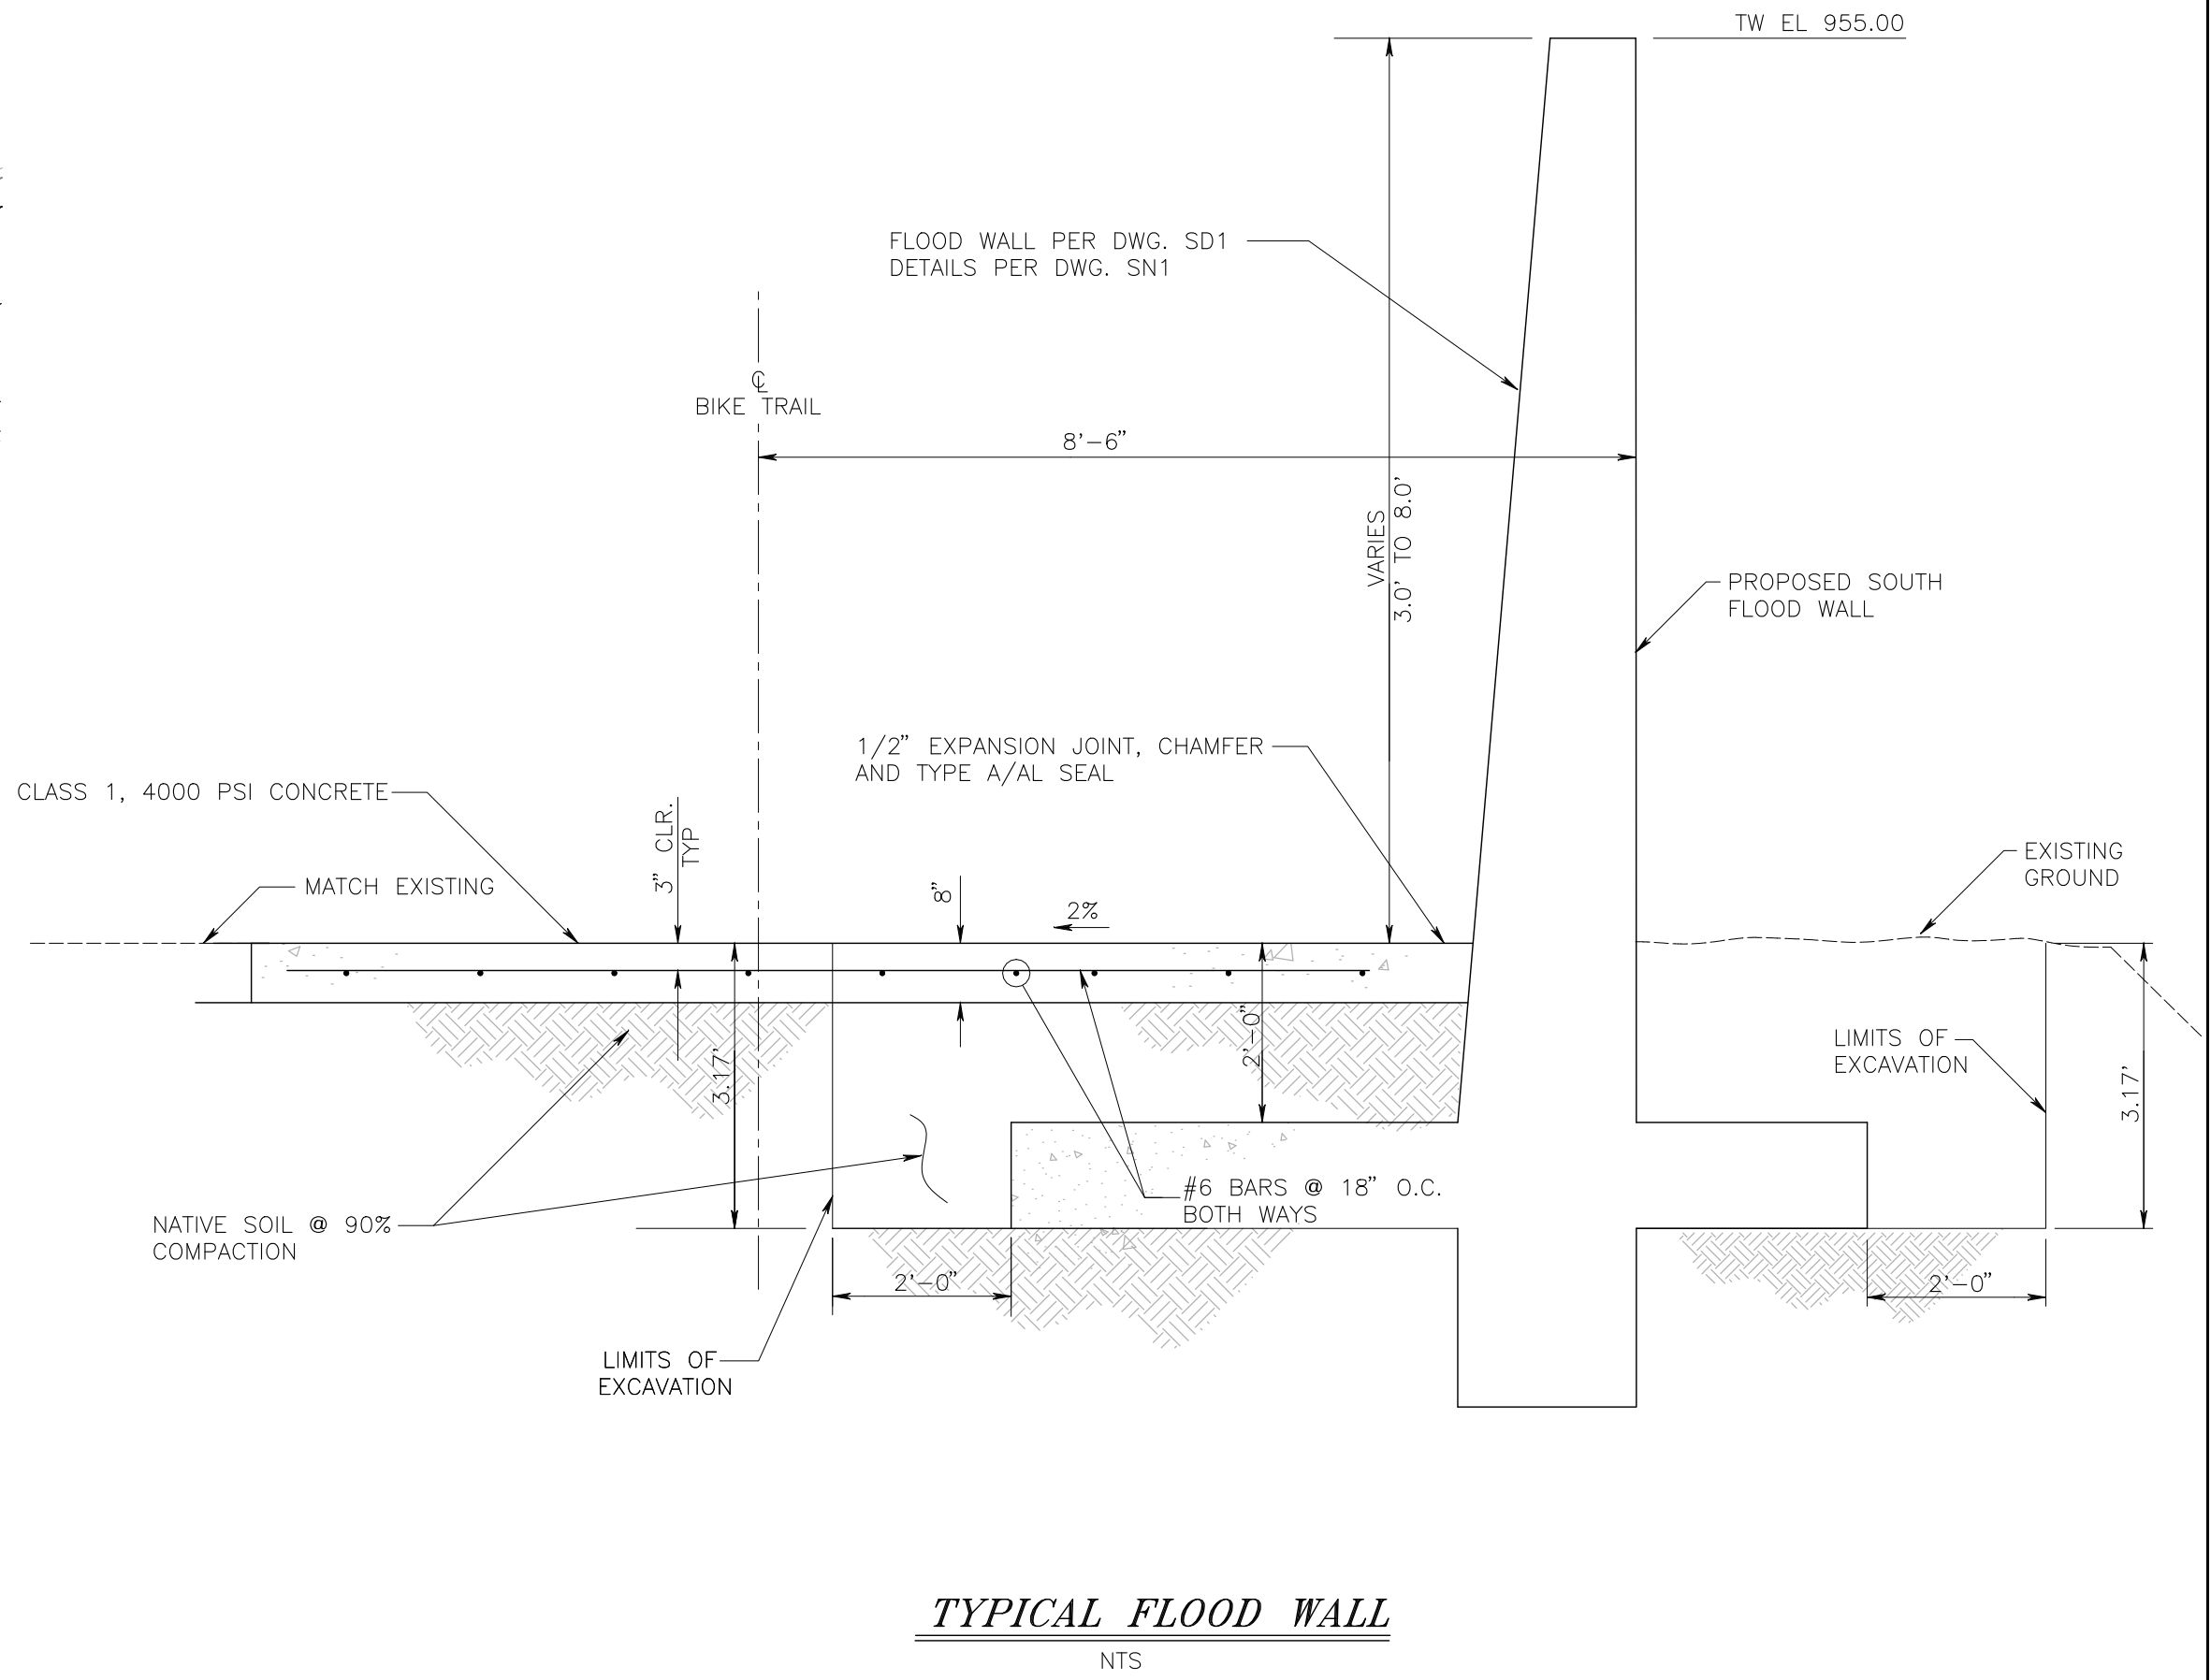 TW EL 955.00
FLOOD WALL PER DWG. SD1
DETAILS PER DWG. SN1
℄
BIKE TRAIL
8'-6"
VARIES
3.0' TO 8.0'
PROPOSED SOUTH
FLOOD WALL
1/2" EXPANSION JOINT, CHAMFER
AND TYPE A/AL SEAL
CLASS 1, 4000 PSI CONCRETE
3" CLR.
TYP
MATCH EXISTING
8"
2%
EXISTING
GROUND
3.17'
2'-0"
LIMITS OF
EXCAVATION
3.17'
#6 BARS @ 18" O.C.
BOTH WAYS
NATIVE SOIL @ 90%
COMPACTION
2'-0"
2'-0"
LIMITS OF
EXCAVATION
TYPICAL FLOOD WALL
NTS